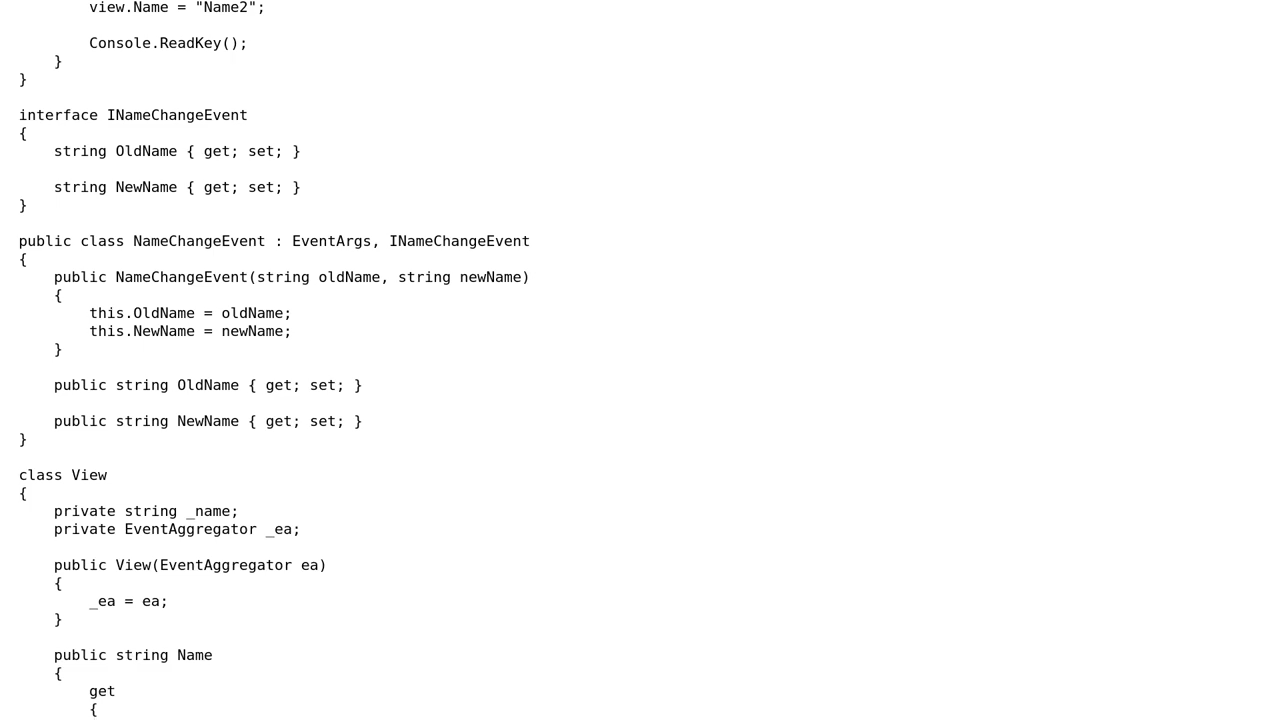 view.Name = "Name2";

        Console.ReadKey();
    }
}

interface INameChangeEvent
{
    string OldName { get; set; }

    string NewName { get; set; }
}

public class NameChangeEvent : EventArgs, INameChangeEvent
{
    public NameChangeEvent(string oldName, string newName)
    {
        this.OldName = oldName;
        this.NewName = newName;
    }

    public string OldName { get; set; }

    public string NewName { get; set; }
}

class View
{
    private string _name;
    private EventAggregator _ea;

    public View(EventAggregator ea)
    {
        _ea = ea;
    }

    public string Name
    {
        get
        {